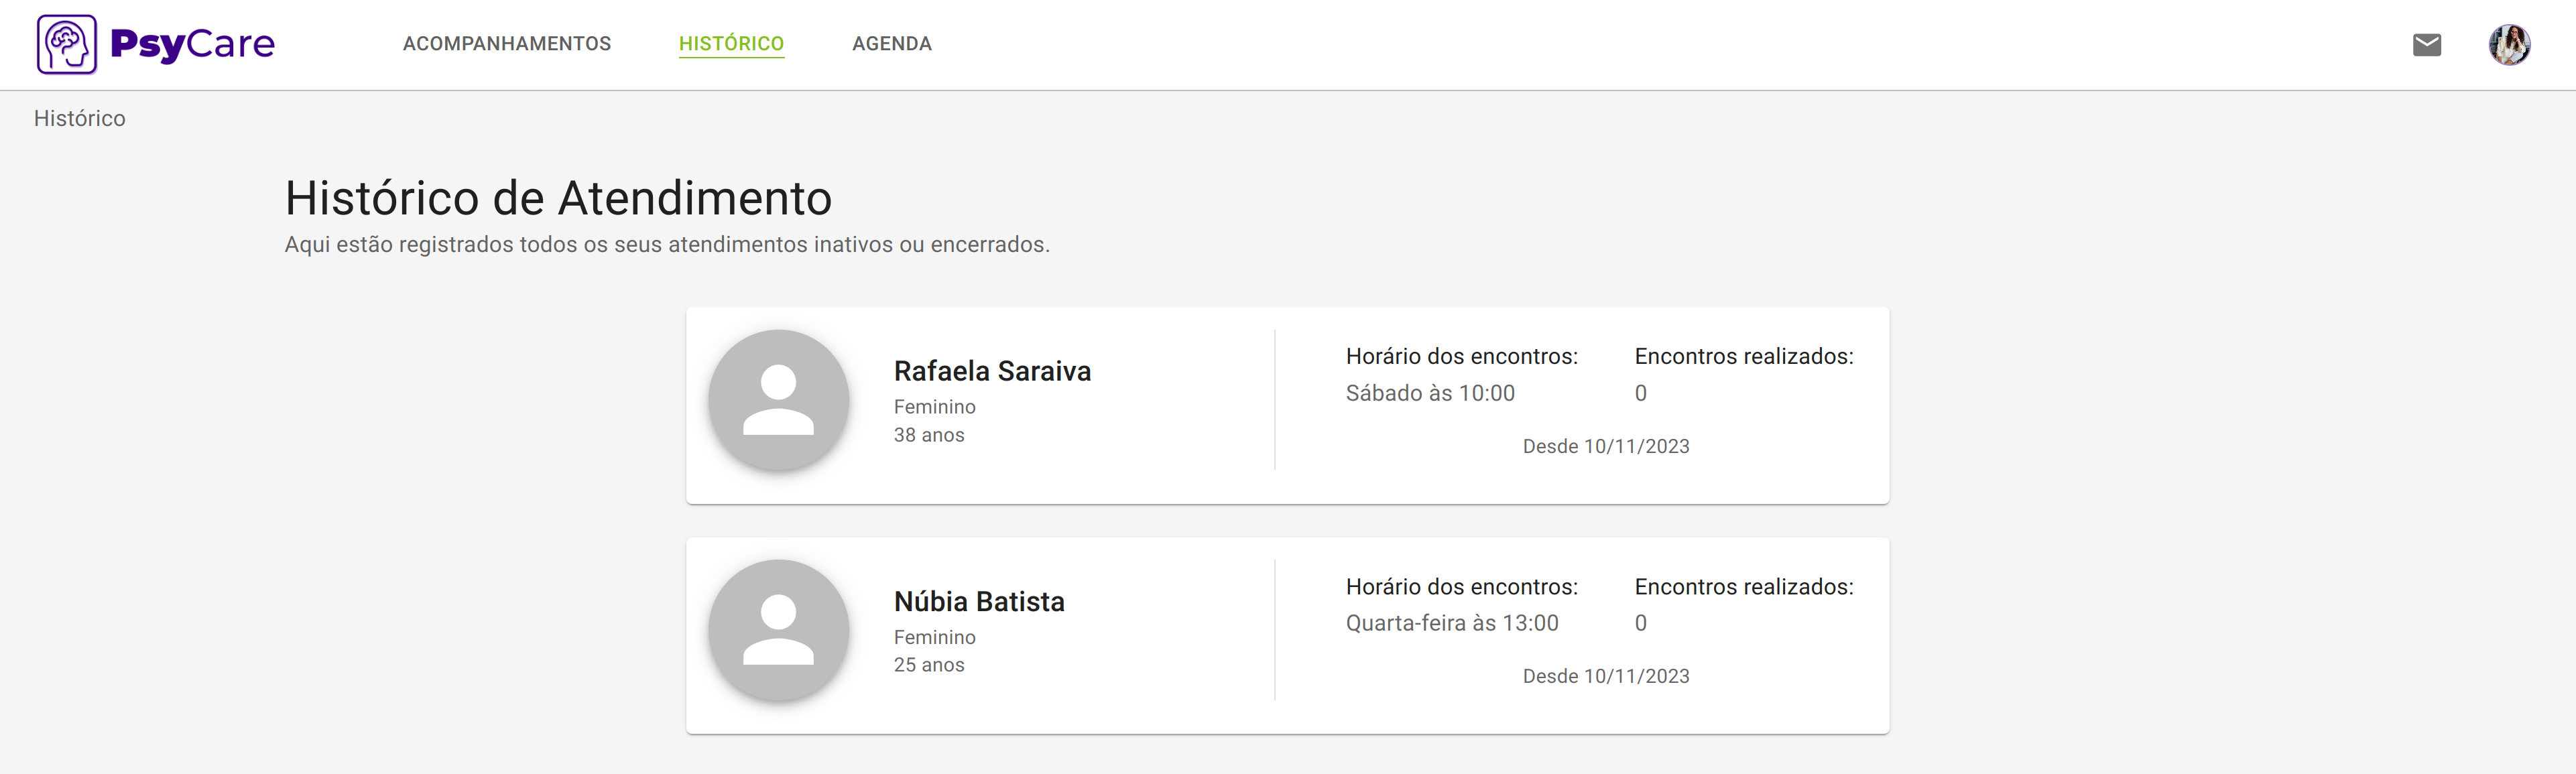 PsyCare
ACOMPANHAMENTOS HISTÓRICO AGENDA
Histórico
Histórico de Atendimento
Aqui estão registrados todos os seus atendimentos inativos ou encerrados.
Rafaela Saraiva
Feminino
38 anos
Horário dos encontros: Encontros realizados:
Sábado às 10:00 0
Desde 10/11/2023
Núbia Batista
Feminino
25 anos
Horário dos encontros: Encontros realizados:
Quarta-feira às 13:00 0
Desde 10/11/2023